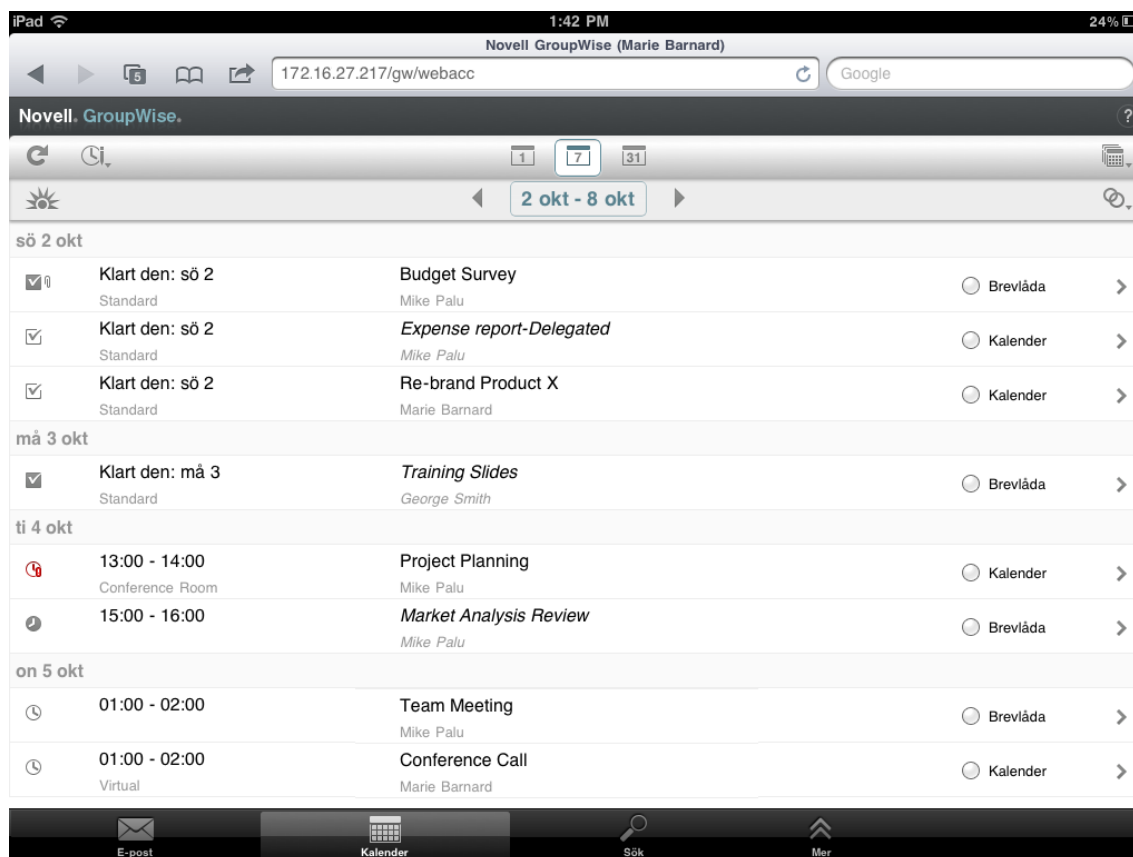 iPad 1:42 PM 24%
Novell GroupWise (Marie Barnard)
5 172.16.27.217/gw/webacc Google
Novell. GroupWise. ?
1 7 31
2 okt - 8 okt
sö 2 okt
Klart den: sö 2 Budget Survey Brevlåda
Standard Mike Palu
Klart den: sö 2 Expense report-Delegated Kalender
Standard Mike Palu
Klart den: sö 2 Re-brand Product X Kalender
Standard Marie Barnard
må 3 okt
Klart den: må 3 Training Slides Brevlåda
Standard George Smith
ti 4 okt
13:00 - 14:00 Project Planning Kalender
Conference Room Mike Palu
15:00 - 16:00 Market Analysis Review Brevlåda
Mike Palu
on 5 okt
01:00 - 02:00 Team Meeting Brevlåda
Mike Palu
01:00 - 02:00 Conference Call Kalender
Virtual Marie Barnard
E-post Kalender Sök Mer